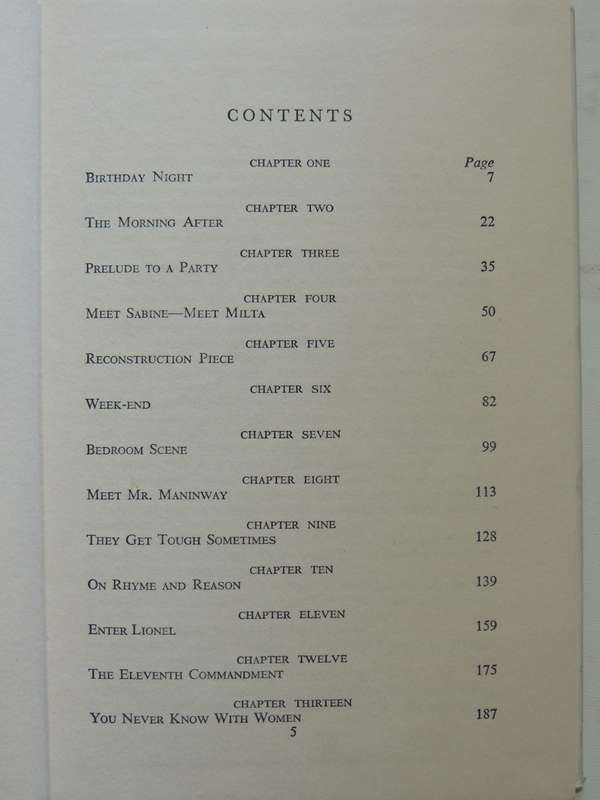 CONTENTS
CHAPTER ONE Page
BIRTHDAY NIGHT 7
CHAPTER TWO
THE MORNING AFTER 22
CHAPTER THREE
PRELUDE TO A PARTY 35
CHAPTER FOUR
MEET SABINE—MEET MILTA 50
CHAPTER FIVE
RECONSTRUCTION PIECE 67
CHAPTER SIX
WEEK-END 82
CHAPTER SEVEN
BEDROOM SCENE 99
CHAPTER EIGHT
MEET MR. MANINWAY 113
CHAPTER NINE
THEY GET TOUGH SOMETIMES 128
CHAPTER TEN
ON RHYME AND REASON 139
CHAPTER ELEVEN
ENTER LIONEL 159
CHAPTER TWELVE
THE ELEVENTH COMMANDMENT 175
CHAPTER THIRTEEN
YOU NEVER KNOW WITH WOMEN 187
5